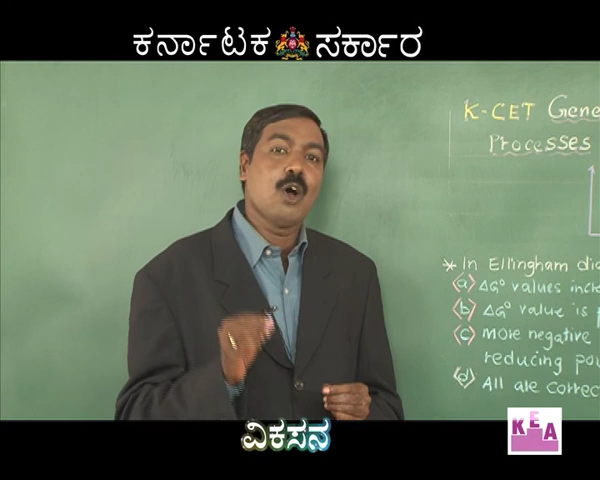 ಕರ್ನಾಟಕ ಸರ್ಕಾರ
K-CET Gene
Processes
* In Ellingham dia
(a) ΔG° values incre
(b) ΔG° value is
(c) more negative
reducing pow
(d) All are correc
ವಿಕಸನ
KEA